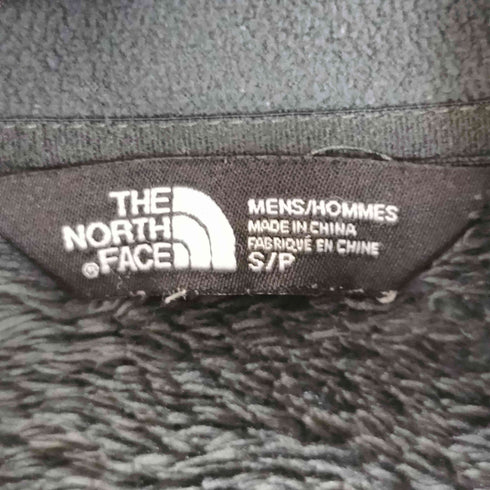 THE
NORTH
FACE®
MENS/HOMMES
MADE IN CHINA
FABRIQUÉ EN CHINE
S/P